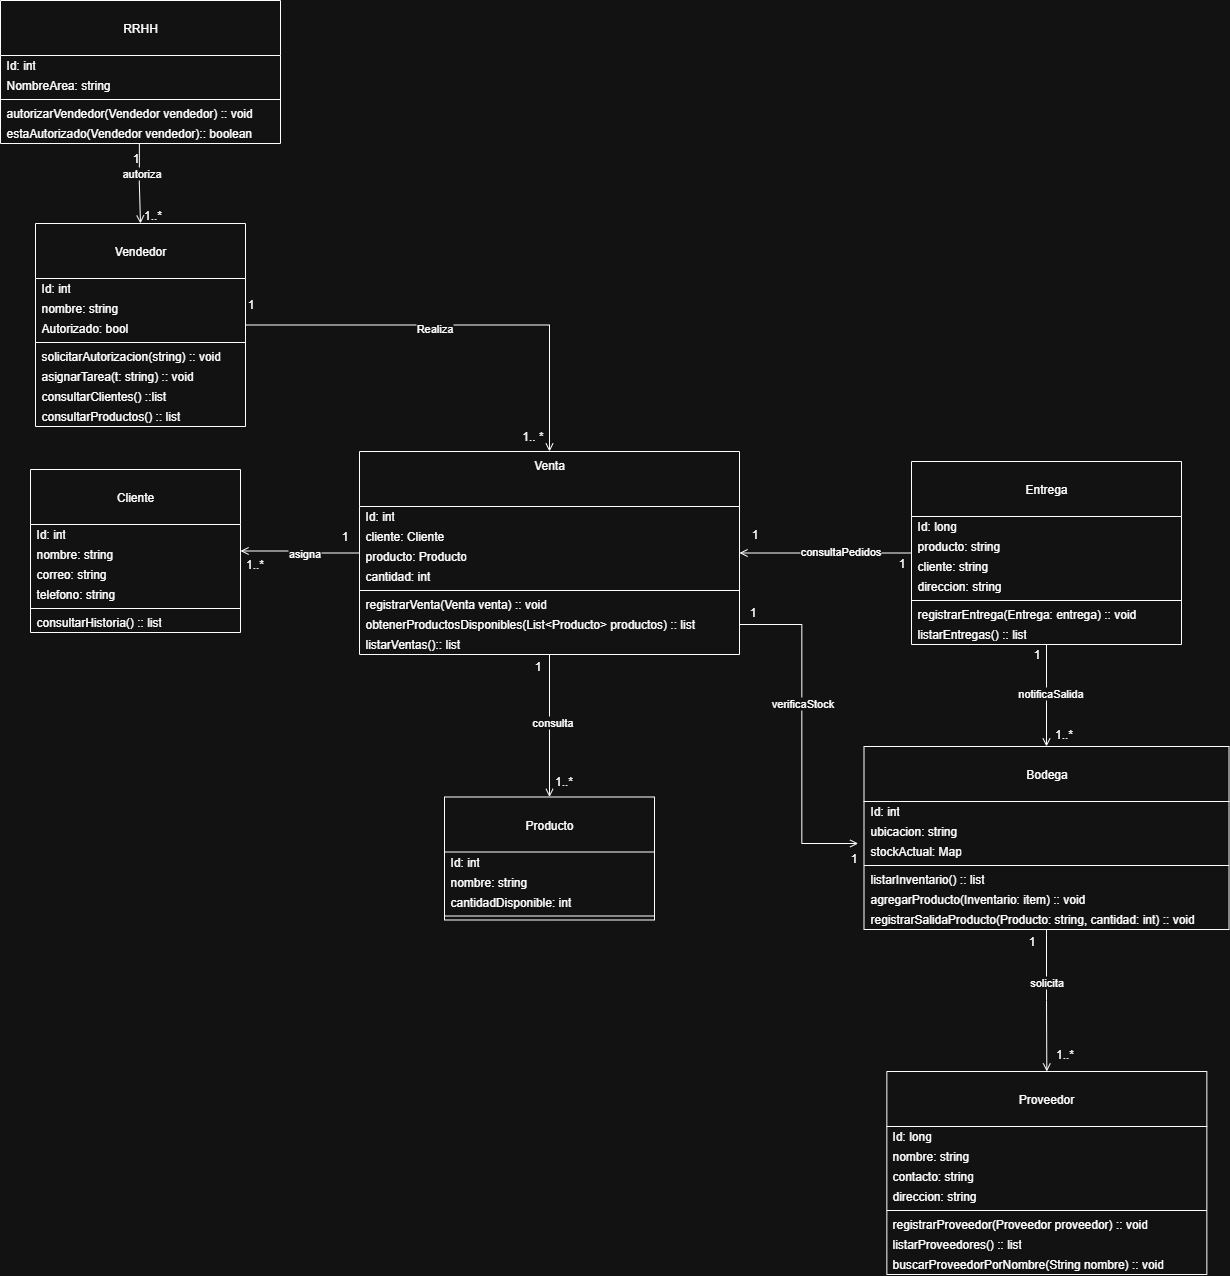 RRHH
Id: int
NombreArea: string
autorizarVendedor(Vendedor vendedor) :: void
estaAutorizado(Vendedor vendedor):: boolean
1
autoriza
1..*
Vendedor
Id: int
nombre: string
Autorizado: bool
solicitarAutorizacion(string) :: void
asignarTarea(t: string) :: void
consultarClientes() ::list
consultarProductos() :: list
1
Realiza
1.. *
Cliente
Id: int
nombre: string
correo: string
telefono: string
consultarHistoria() :: list
1
asigna
1..*
Venta
Id: int
cliente: Cliente
producto: Producto
cantidad: int
registrarVenta(Venta venta) :: void
obtenerProductosDisponibles(List<Producto> productos) :: list
listarVentas():: list
1
consultaPedidos
1
Entrega
Id: long
producto: string
cliente: string
direccion: string
registrarEntrega(Entrega: entrega) :: void
listarEntregas() :: list
1
verificaStock
1
1
consulta
1..*
Producto
Id: int
nombre: string
cantidadDisponible: int
1
notificaSalida
1..*
Bodega
Id: int
ubicacion: string
stockActual: Map
listarInventario() :: list
agregarProducto(Inventario: item) :: void
registrarSalidaProducto(Producto: string, cantidad: int) :: void
1
solicita
1..*
Proveedor
Id: long
nombre: string
contacto: string
direccion: string
registrarProveedor(Proveedor proveedor) :: void
listarProveedores() :: list
buscarProveedorPorNombre(String nombre) :: void